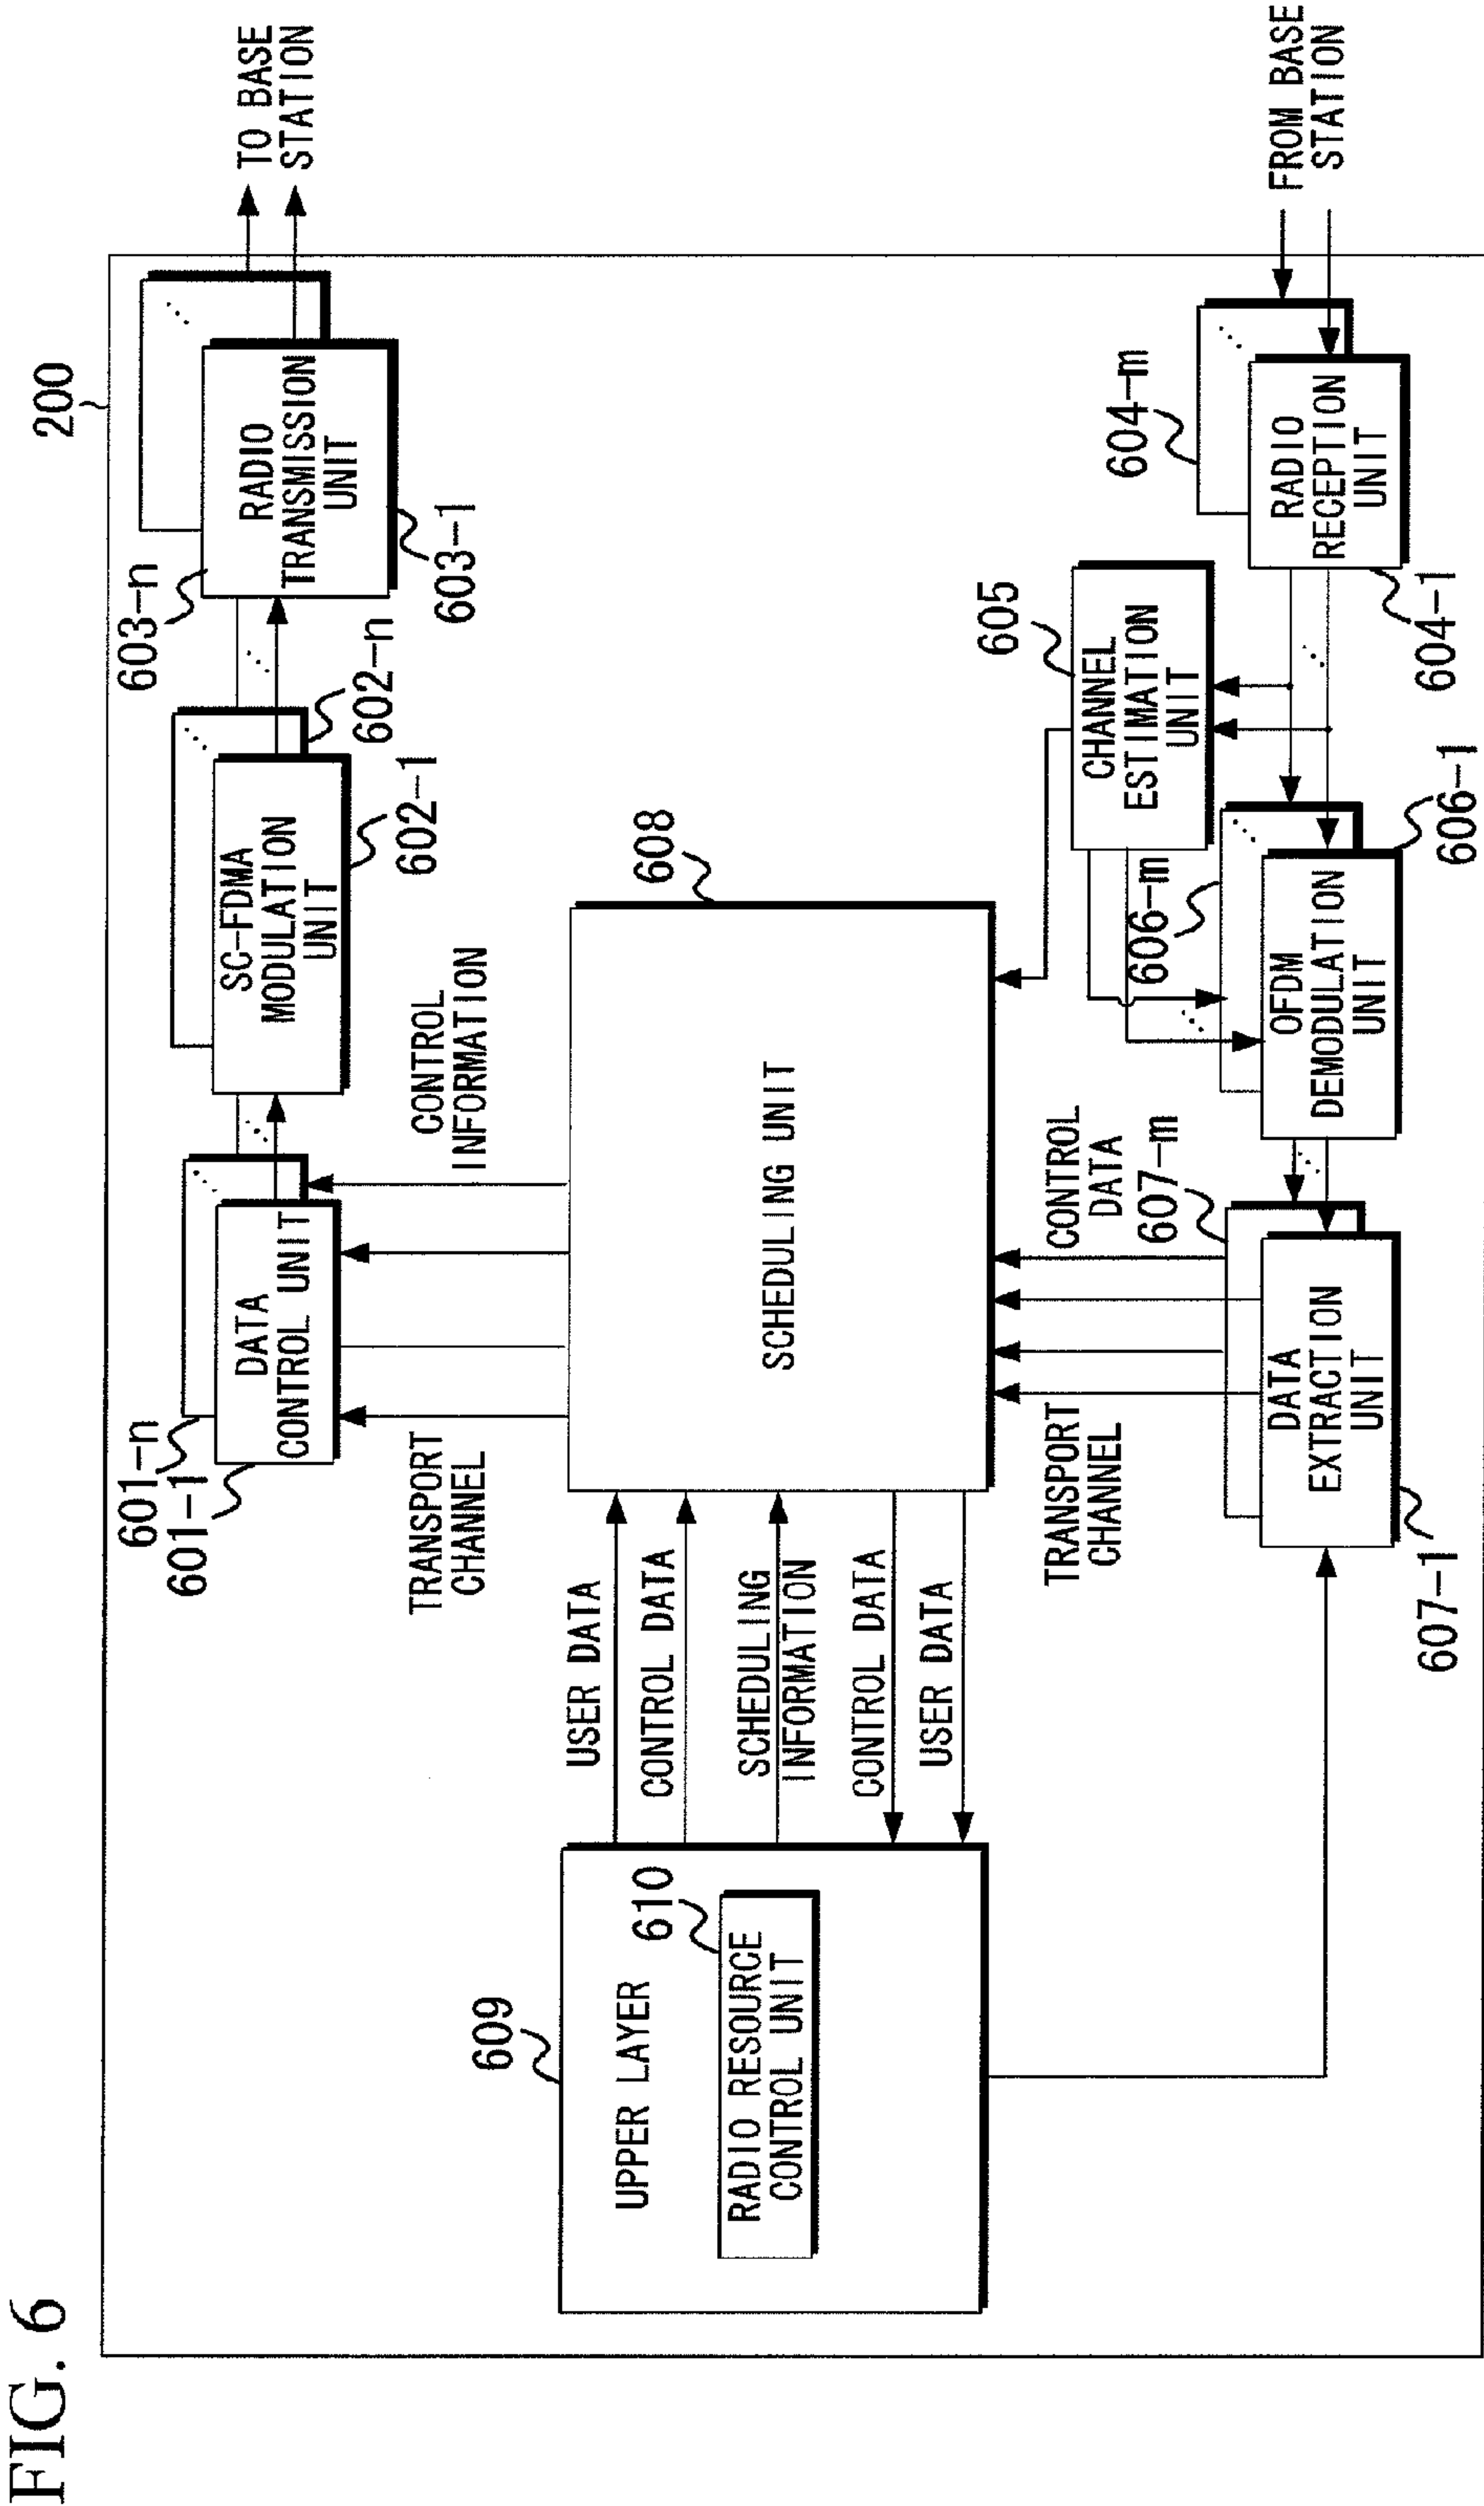 FIG. 6
200
601-n
601-1
DATA
CONTROL UNIT
SC-FDMA
MODULATION
UNIT
602-n
602-1
603-n
RADIO
TRANSMISSION
UNIT
603-1
TO BASE
STATION
TRANSPORT
CHANNEL
CONTROL
INFORMATION
609
UPPER LAYER
610
RADIO RESOURCE
CONTROL UNIT
USER DATA
CONTROL DATA
SCHEDULING
INFORMATION
CONTROL DATA
USER DATA
608
SCHEDULING UNIT
TRANSPORT
CHANNEL
CONTROL
DATA
607-m
DATA
EXTRACTION
UNIT
607-1
606-m
OFDM
DEMODULATION
UNIT
606-1
605
CHANNEL
ESTIMATION
UNIT
604-m
RADIO
RECEPTION
UNIT
604-1
FROM BASE
STATION